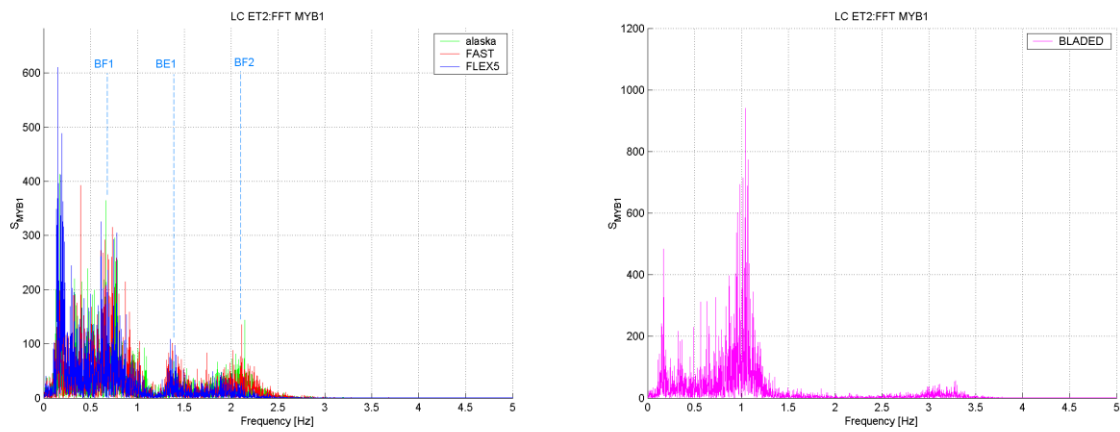 LC ET2:FFT MYB1
alaska
FAST
FLEX5
BF1 BE1 BF2
600
500
400
300
200
100
0
S_MYB1
0 0.5 1 1.5 2 2.5 3 3.5 4 4.5 5
Frequency [Hz]
LC ET2:FFT MYB1
BLADED
1200
1000
800
600
400
200
0
S_MYB1
0 0.5 1 1.5 2 2.5 3 3.5 4 4.5 5
Frequency [Hz]